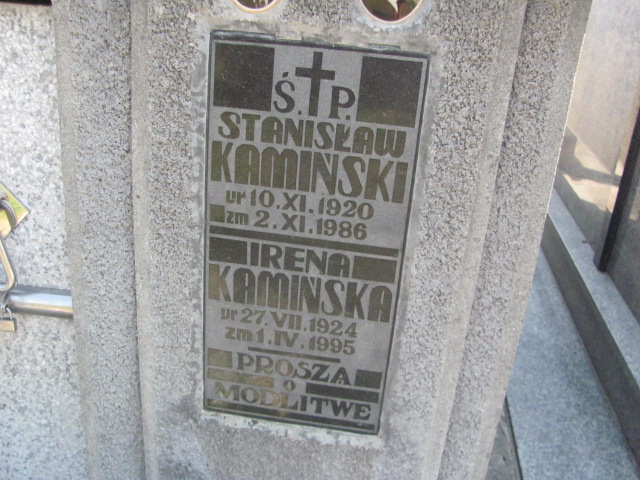 Ś. P.
STANISŁAW
KAMIŃSKI
ur 10.XI.1920
zm 2.XI.1986
IRENA
KAMIŃSKA
ur 27.VII.1924
zm 1.IV.1995
PROSZĄ
O
MODLITWĘ